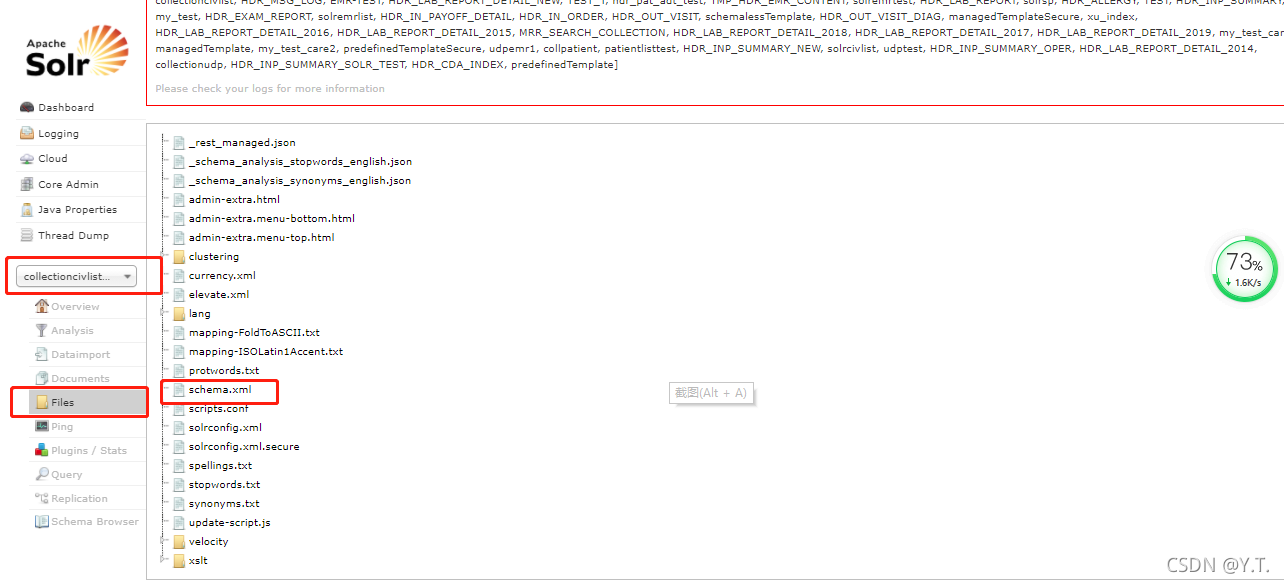 collectioncivlist, HDR_MSG_LOG, EMR-TEST, HDR_LAB_REPORT_DETAIL_NEW, TEST_T, hdr_pat_adt_test, TMP_HDR_EMR_CONTENT, solremrtest, HDR_LAB_REPORT, solrsp, HDR_ALLERGY, TEST, HDR_INP_SUMMARY,
my_test, HDR_EXAM_REPORT, solremrlist, HDR_IN_PAYOFF_DETAIL, HDR_IN_ORDER, HDR_OUT_VISIT, schemalessTemplate, HDR_OUT_VISIT_DIAG, managedTemplateSecure, xu_index,
HDR_LAB_REPORT_DETAIL_2016, HDR_LAB_REPORT_DETAIL_2015, MRR_SEARCH_COLLECTION, HDR_LAB_REPORT_DETAIL_2018, HDR_LAB_REPORT_DETAIL_2017, HDR_LAB_REPORT_DETAIL_2019, my_test_car
managedTemplate, my_test_care2, predefinedTemplateSecure, udpemr1, collpatient, patientlisttest, HDR_INP_SUMMARY_NEW, solrcivlist, udptest, HDR_INP_SUMMARY_OPER, HDR_LAB_REPORT_DETAIL_2014,
collectionudp, HDR_INP_SUMMARY_SOLR_TEST, HDR_CDA_INDEX, predefinedTemplate]
Please check your logs for more information
Apache
Solr
Dashboard
Logging
Cloud
Core Admin
Java Properties
Thread Dump
collectioncivlist...
Overview
Analysis
Dataimport
Documents
Files
Ping
Plugins / Stats
Query
Replication
Schema Browser
_rest_managed.json
_schema_analysis_stopwords_english.json
_schema_analysis_synonyms_english.json
admin-extra.html
admin-extra.menu-bottom.html
admin-extra.menu-top.html
clustering
currency.xml
elevate.xml
lang
mapping-FoldToASCII.txt
mapping-ISOLatin1Accent.txt
protwords.txt
schema.xml
scripts.conf
solrconfig.xml
solrconfig.xml.secure
spellings.txt
stopwords.txt
synonyms.txt
update-script.js
velocity
xslt
截图(Alt + A)
73%
1.6K/s
CSDN @Y.T.